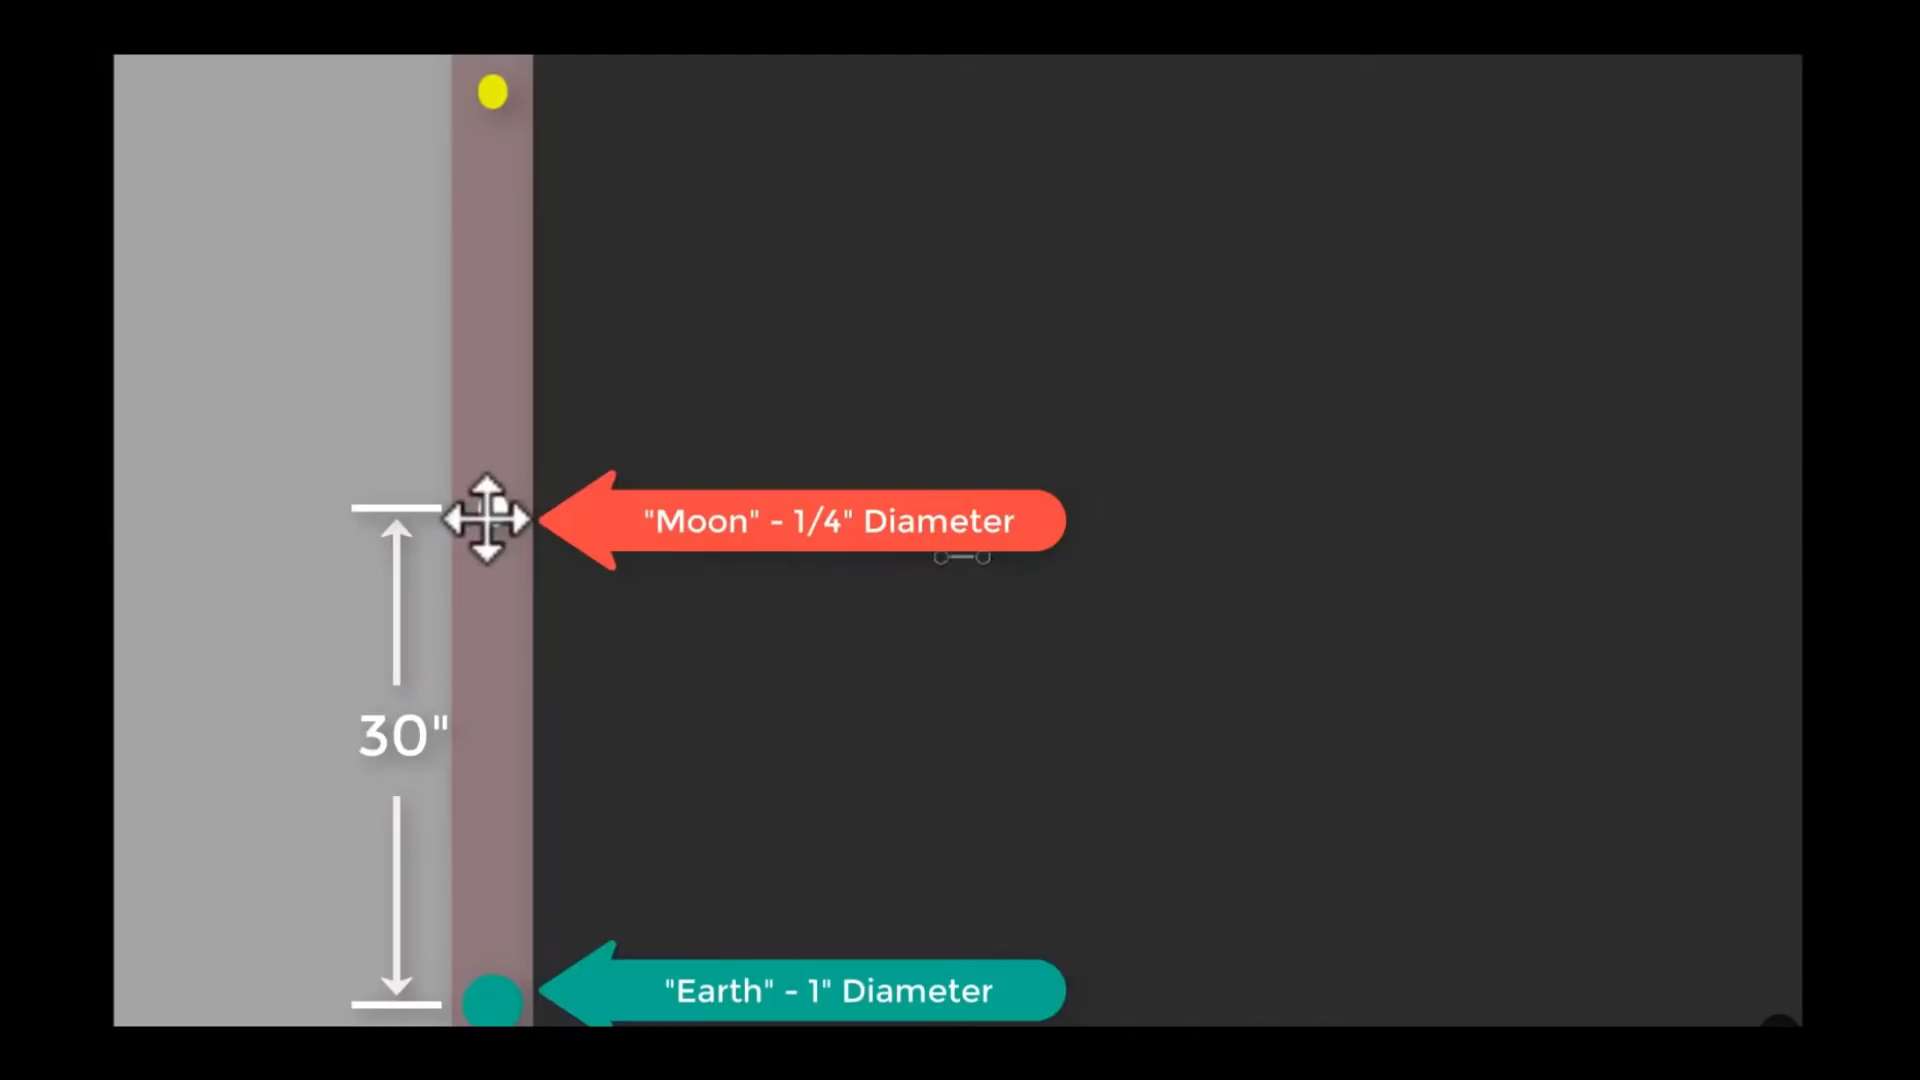 "Moon" - 1/4" Diameter
30"
"Earth" - 1" Diameter